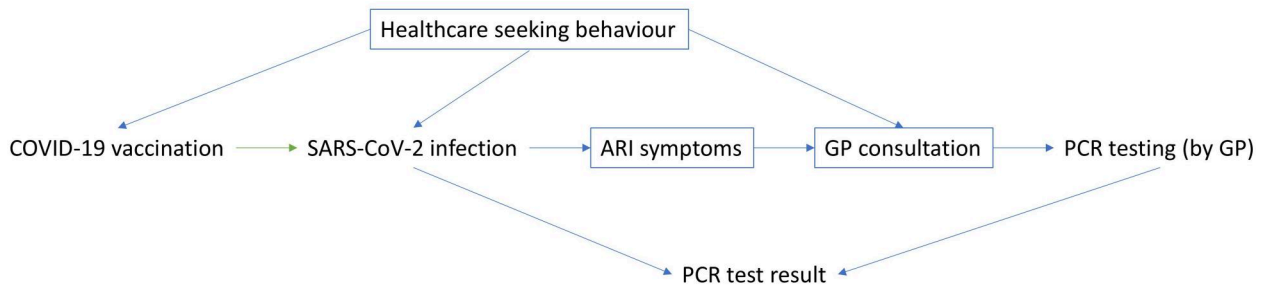 Healthcare seeking behaviour
COVID-19 vaccination
SARS-CoV-2 infection
ARI symptoms
GP consultation
PCR testing (by GP)
PCR test result